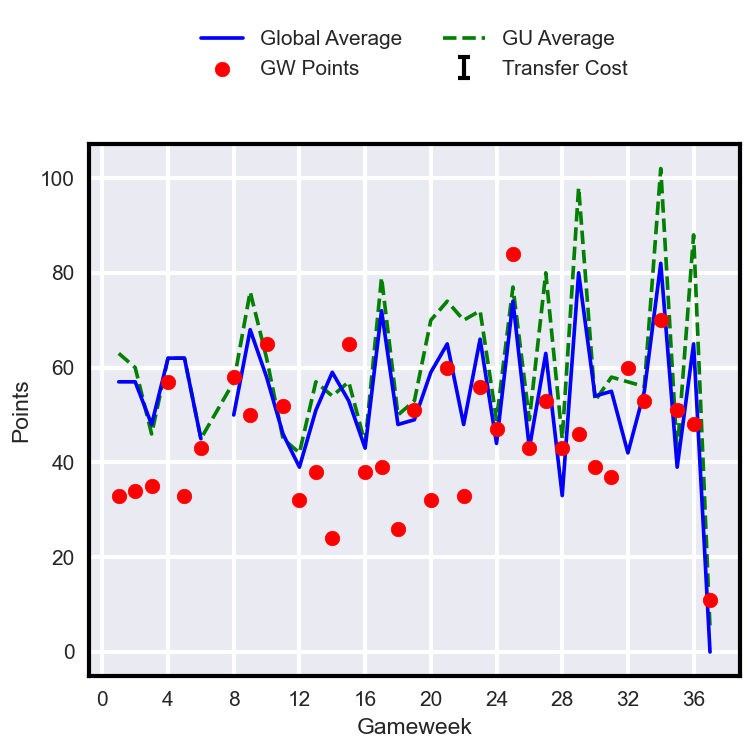 Global Average
GU Average
GW Points
Transfer Cost
100
80
60
40
20
0
Points
0 4 8 12 16 20 24 28 32 36
Gameweek